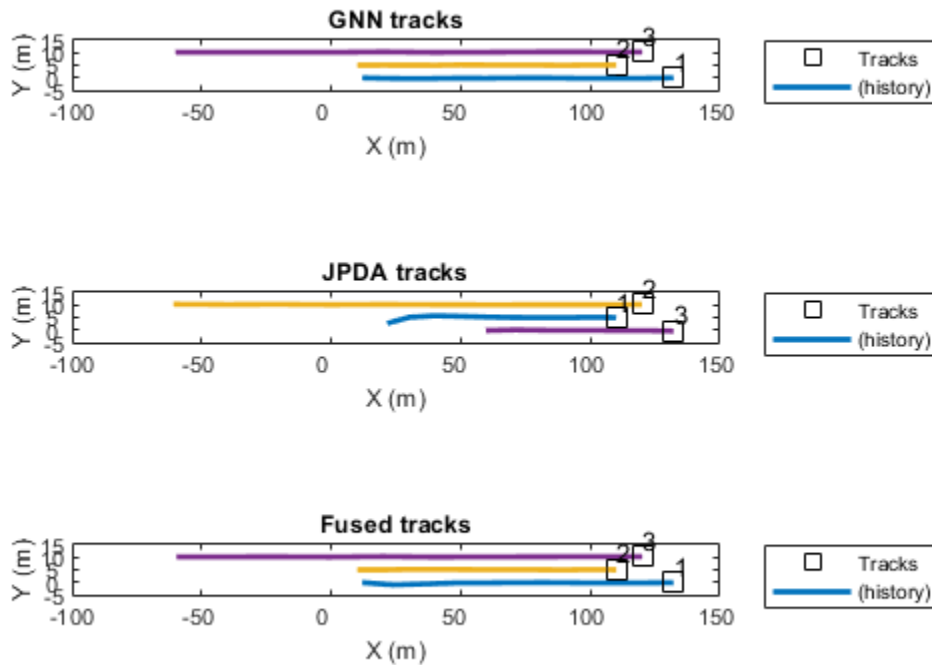 GNN tracks
15
10
5
0
-5
Y (m)
3
2
1
-100
-50
0
50
100
150
X (m)
Tracks
(history)
JPDA tracks
15
10
5
0
-5
Y (m)
2
1
3
-100
-50
0
50
100
150
X (m)
Tracks
(history)
Fused tracks
15
10
5
0
-5
Y (m)
3
2
1
-100
-50
0
50
100
150
X (m)
Tracks
(history)